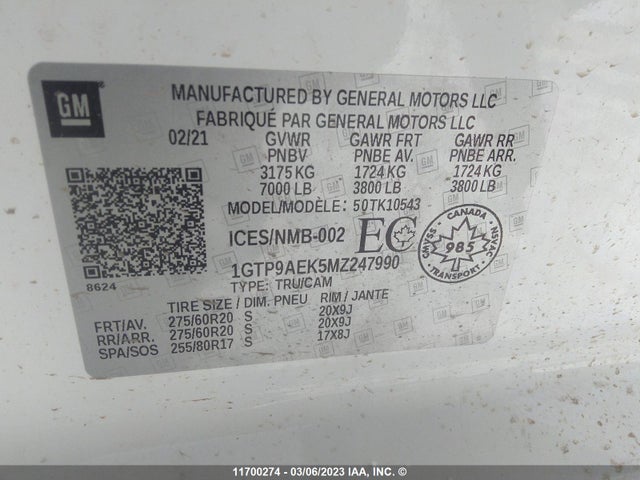 GM
MANUFACTURED BY GENERAL MOTORS LLC
FABRIQUÉ PAR GENERAL MOTORS LLC
02/21 GVWR GAWR FRT GAWR RR
PNBV PNBE AV. PNBE ARR.
3175 KG 1724 KG 1724 KG
7000 LB 3800 LB 3800 LB
MODEL/MODÈLE: 50TK10543
ICES/NMB-002 EC
CANADA
CMVSS 985 NSVAC
1GTP9AEK5MZ247990
8624
TYPE: TRU/CAM
TIRE SIZE / DIM. PNEU RIM / JANTE
FRT/AV. 275/60R20 S 20X9J
RR/ARR. 275/60R20 S 20X9J
SPA/SOS 255/80R17 S 17X8J
11700274 - 03/06/2023 IAA, INC. ©